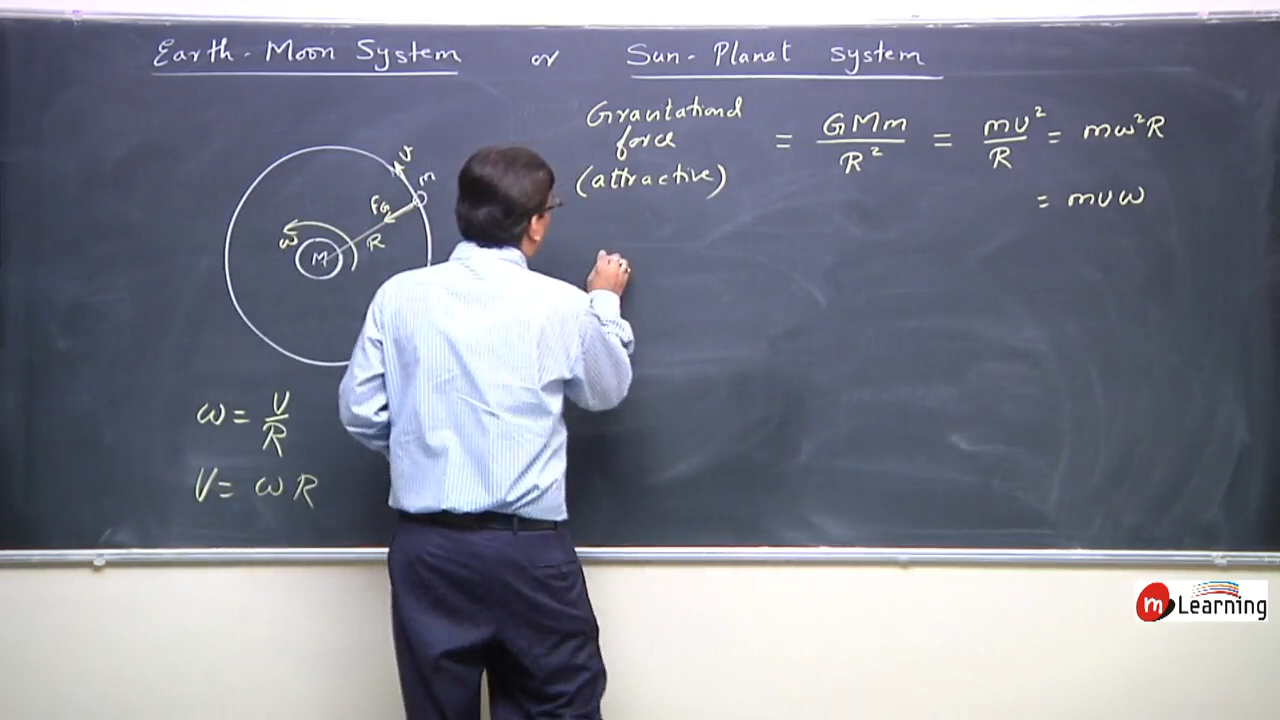 Earth-Moon System or Sun-Planet system
Gravitational
force
(attractive)
= GMm/R² = mv²/R = mω²R
= mvω
v
m
FG
R
ω
M
ω = V/R
V = ωR
m Learning